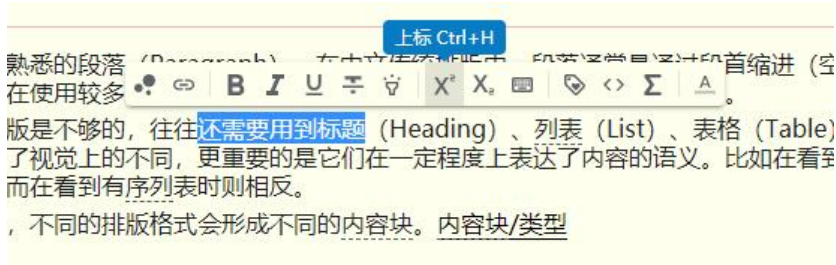 上标 Ctrl+H
熟悉的段落（Paragraph）。在中文传统排版中，段落通常是通过段首缩进（空
在使用较多
B I U X² X₂ <> Σ A
版是不够的，往往还需要用到标题（Heading）、列表（List）、表格（Table）
了视觉上的不同，更重要的是它们在一定程度上表达了内容的语义。比如在看到
而在看到有序列表时则相反。
，不同的排版格式会形成不同的内容块。内容块/类型